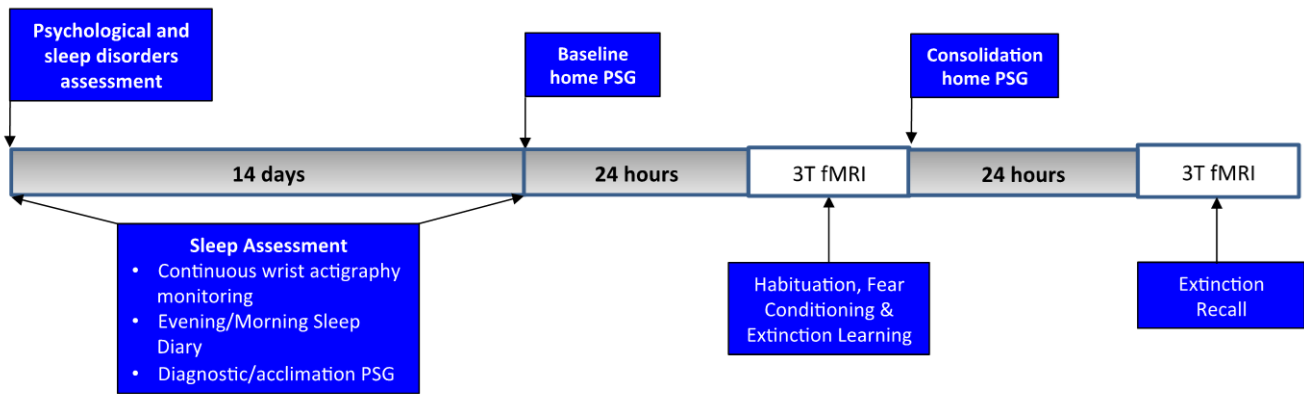 Psychological and
sleep disorders
assessment
Baseline
home PSG
Consolidation
home PSG
14 days
24 hours
3T fMRI
24 hours
3T fMRI
Sleep Assessment
• Continuous wrist actigraphy
monitoring
• Evening/Morning Sleep
Diary
• Diagnostic/acclimation PSG
Habituation, Fear
Conditioning &
Extinction Learning
Extinction
Recall